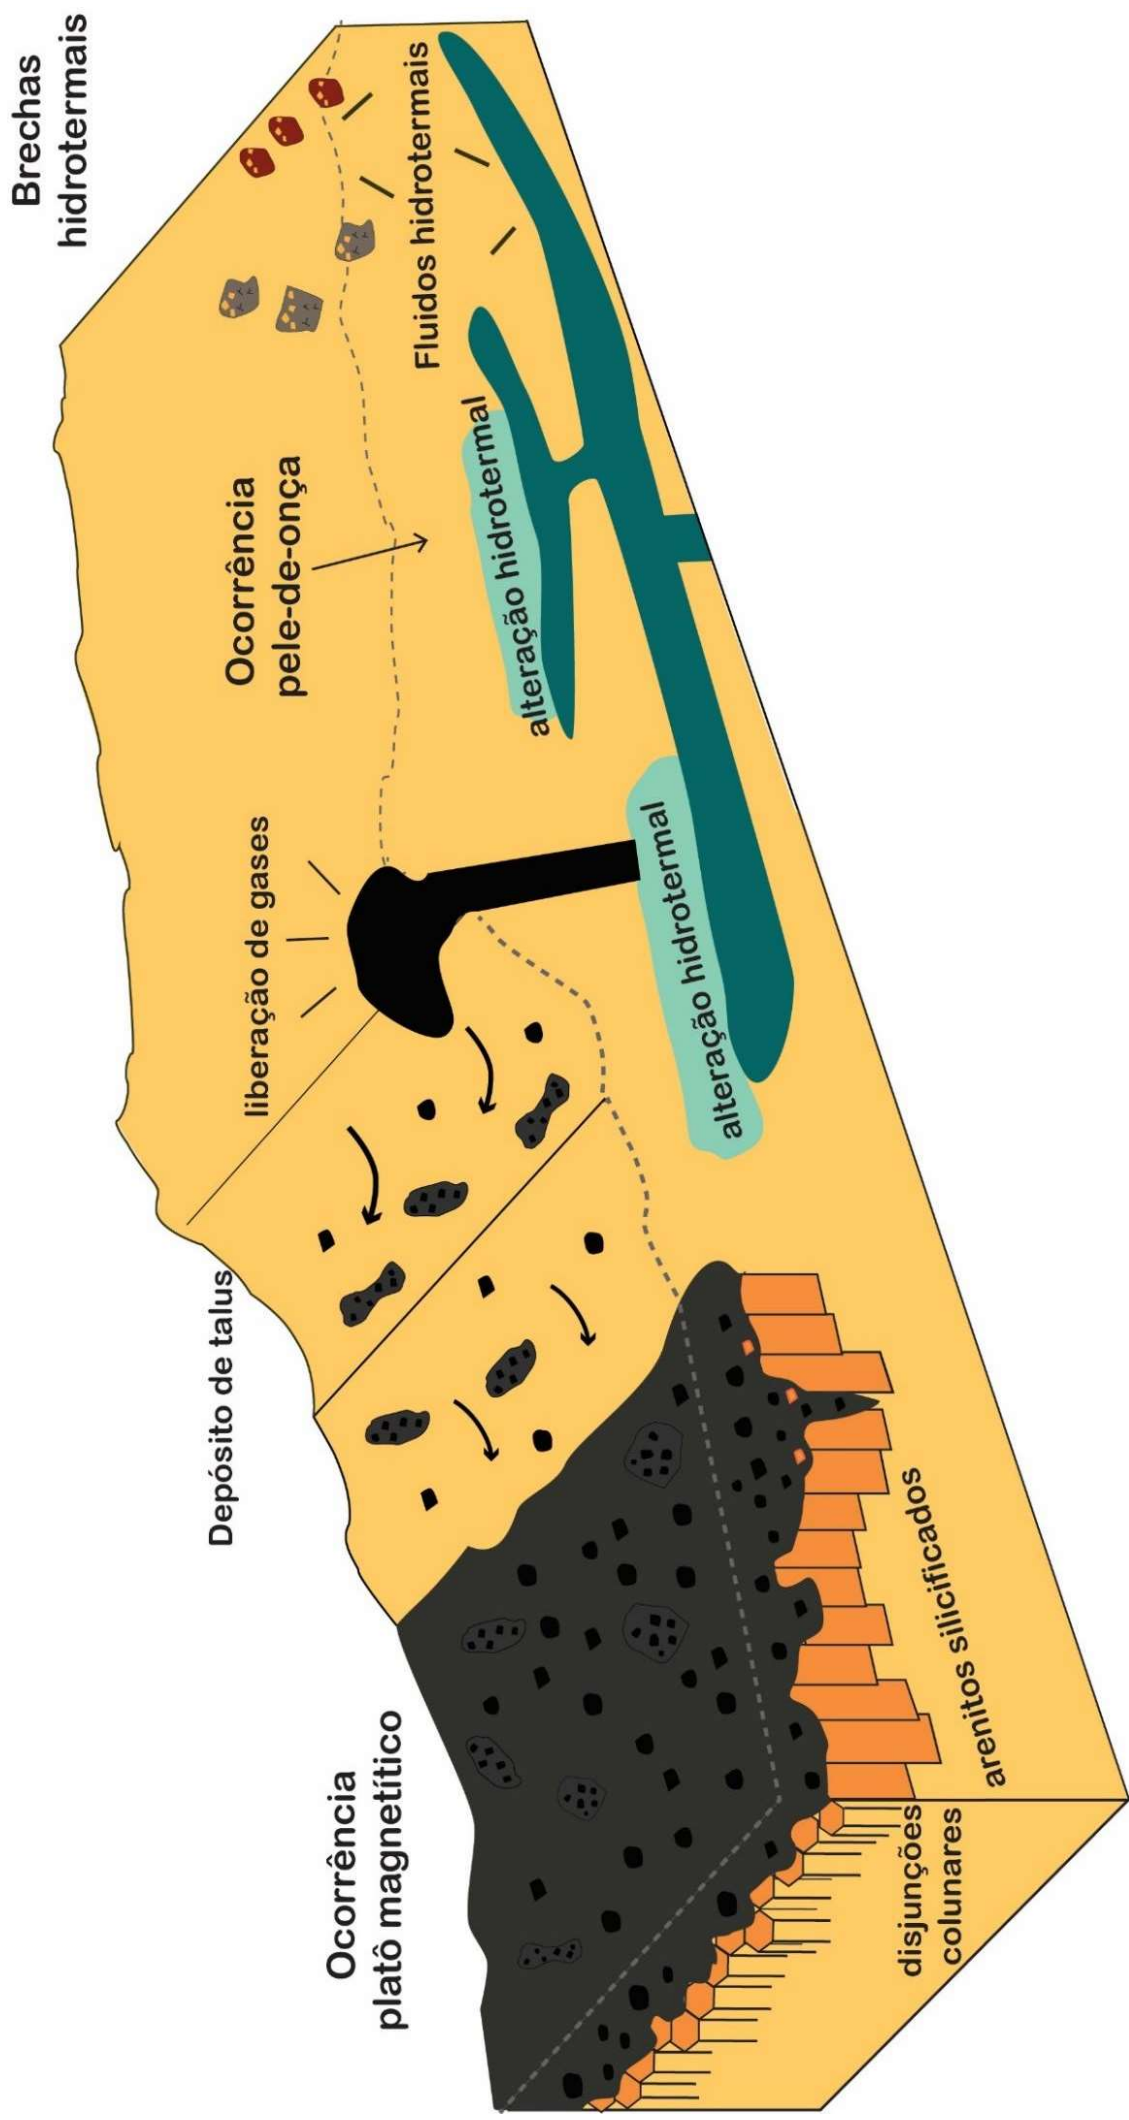 Brechas
hidrotermais
Fluidos hidrotermais
Ocorrência
pele-de-onça
alteração hidrotermal
liberação de gases
alteração hidrotermal
Depósito de talus
Ocorrência
platô magnetítico
arenitos silicificados
disjunções
colunares